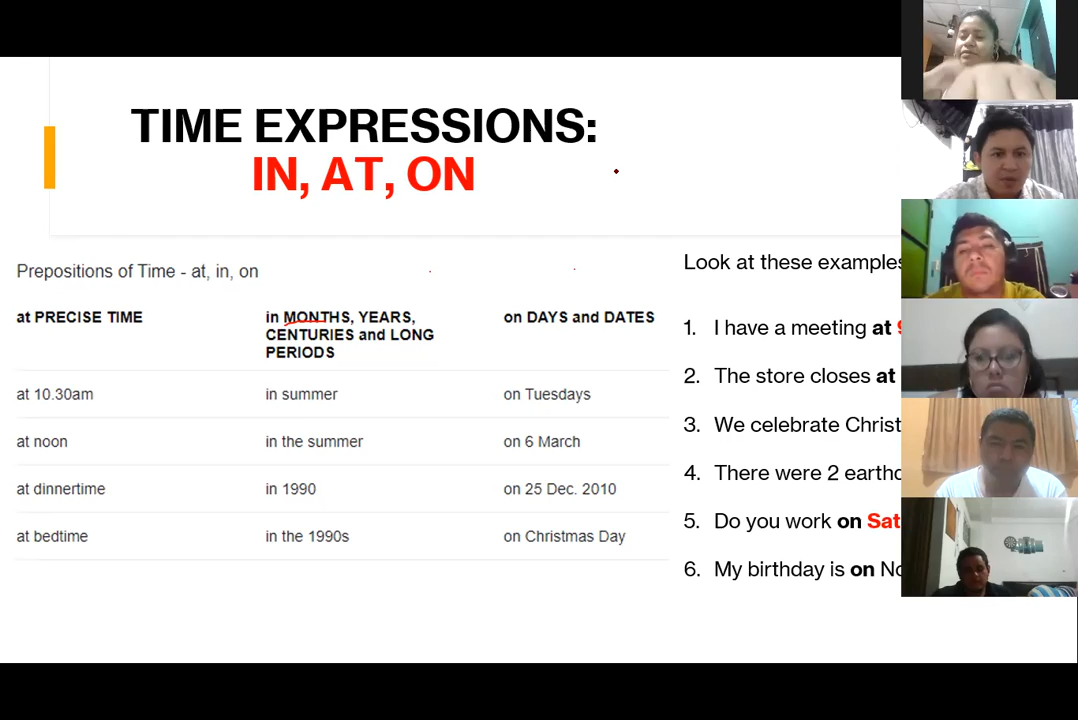 TIME EXPRESSIONS:
IN, AT, ON
Prepositions of Time - at, in, on
at PRECISE TIME
in MONTHS, YEARS,
CENTURIES and LONG
PERIODS
on DAYS and DATES
at 10.30am
in summer
on Tuesdays
at noon
in the summer
on 6 March
at dinnertime
in 1990
on 25 Dec. 2010
at bedtime
in the 1990s
on Christmas Day
Look at these examples
1. I have a meeting at
2. The store closes at
3. We celebrate Christ
4. There were 2 earthq
5. Do you work on Sat
6. My birthday is on No